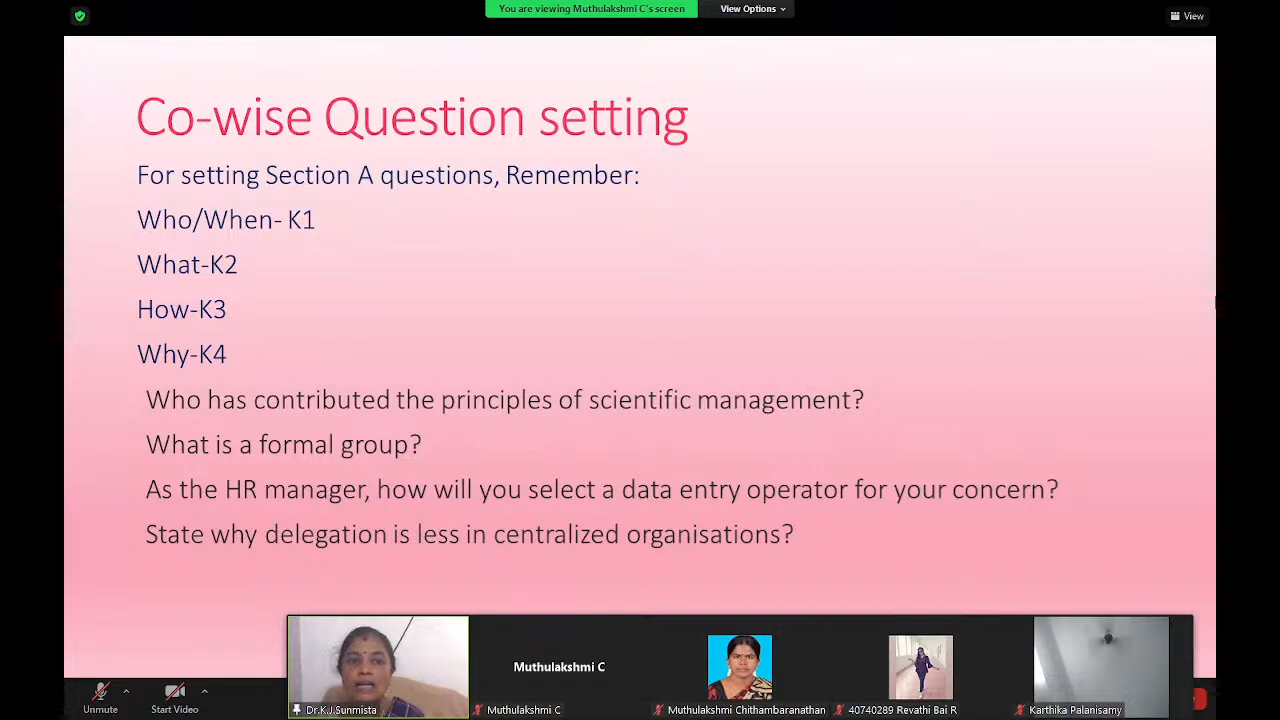 You are viewing Muthulakshmi C's screen
View Options
View
Co-wise Question setting
For setting Section A questions, Remember:
Who/When- K1
What-K2
How-K3
Why-K4
Who has contributed the principles of scientific management?
What is a formal group?
As the HR manager, how will you select a data entry operator for your concern?
State why delegation is less in centralized organisations?
Muthulakshmi C
Unmute
Start Video
Dr.K.J.Sunmista
Muthulakshmi C
Muthulakshmi Chithambaranathan
40740289 Revathi Bai R
Karthika Palanisamy